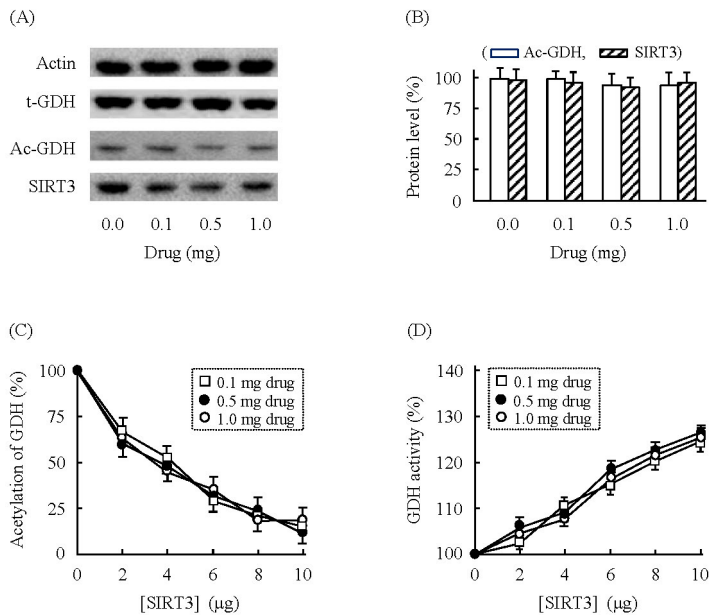 (A)
Actin
t-GDH
Ac-GDH
SIRT3
0.0 0.1 0.5 1.0
Drug (mg)
(B)
( Ac-GDH, SIRT3)
Protein level (%)
100
75
50
25
0
0.0 0.1 0.5 1.0
Drug (mg)
(C)
Acetylation of GDH (%)
100
75
50
25
0
0.1 mg drug
0.5 mg drug
1.0 mg drug
0 2 4 6 8 10
[SIRT3] (μg)
(D)
GDH activity (%)
140
130
120
110
100
0.1 mg drug
0.5 mg drug
1.0 mg drug
0 2 4 6 8 10
[SIRT3] (μg)